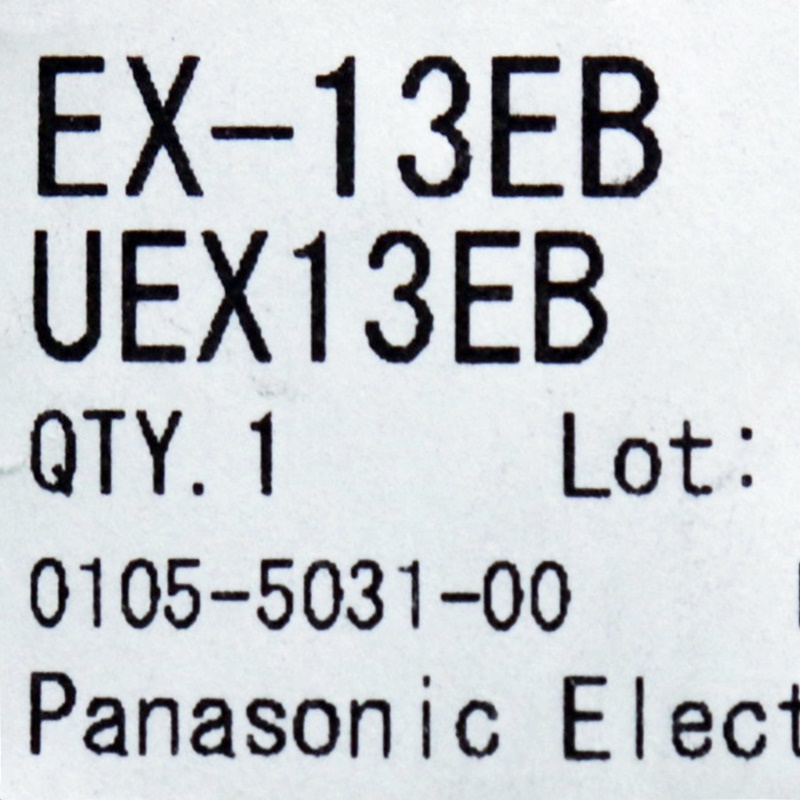 EX-13EB
UEX13EB
QTY. 1 Lot:
0105-5031-00
Panasonic Elect